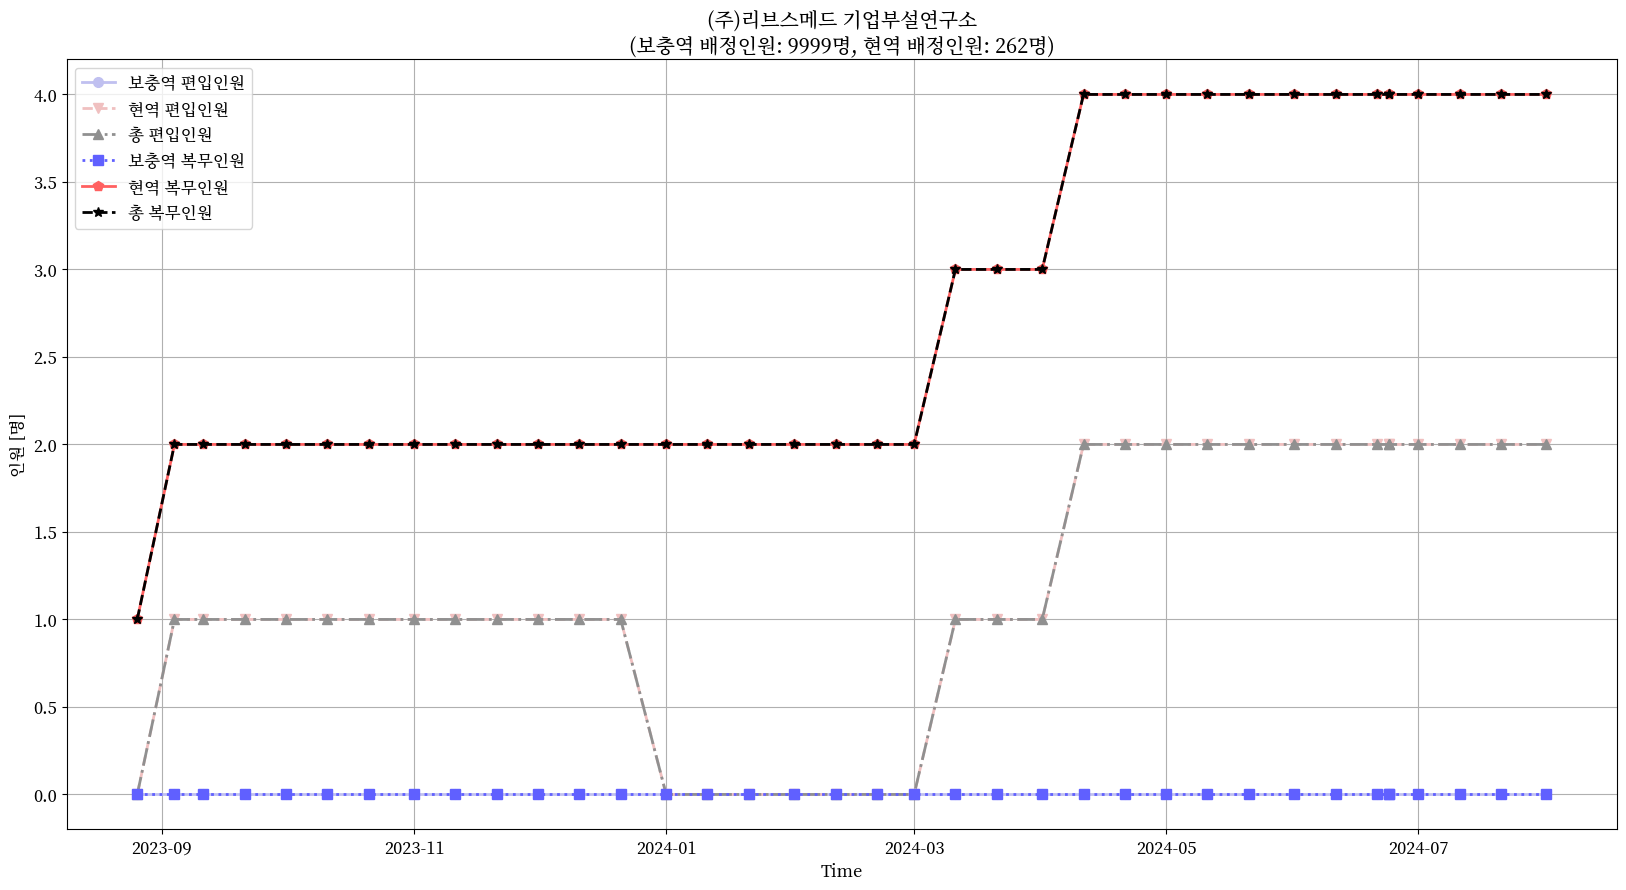 (주)리브스메드 기업부설연구소
(보충역 배정인원: 9999명, 현역 배정인원: 262명)
보충역 편입인원
현역 편입인원
총 편입인원
보충역 복무인원
현역 복무인원
총 복무인원
4.0
3.5
3.0
2.5
2.0
1.5
1.0
0.5
0.0
인원 [명]
2023-09
2023-11
2024-01
2024-03
2024-05
2024-07
Time